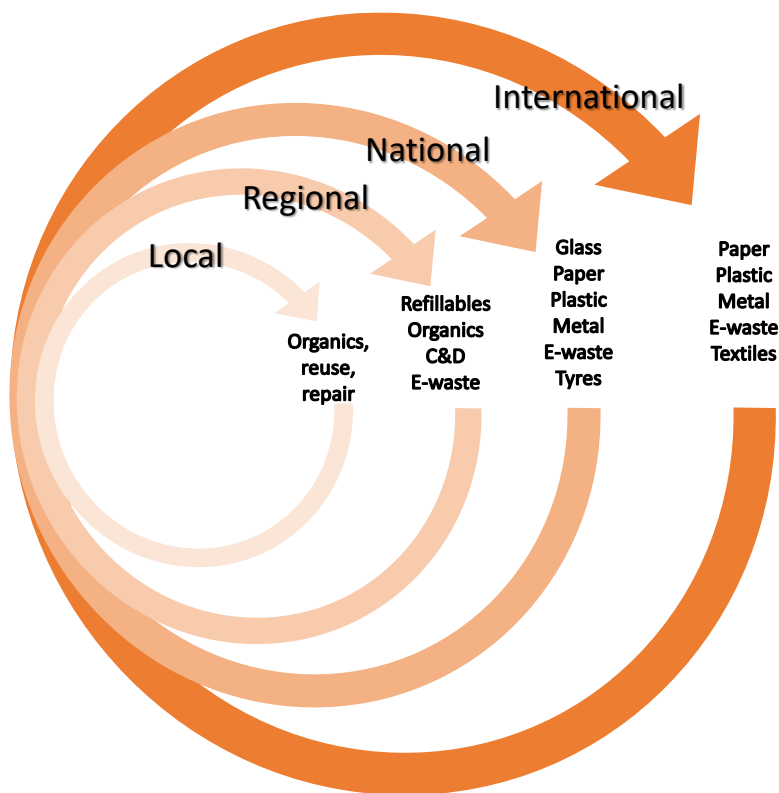 International
National
Regional
Local
Organics,
reuse,
repair
Refillables
Organics
C&D
E-waste
Glass
Paper
Plastic
Metal
E-waste
Tyres
Paper
Plastic
Metal
E-waste
Textiles